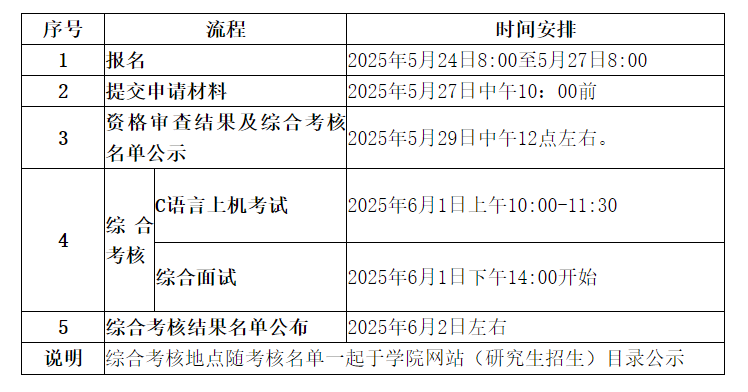 序号 流程 时间安排
1 报名 2025年5月24日8:00至5月27日8:00
2 提交申请材料 2025年5月27日中午10：00前
3 资格审查结果及综合考核名单公示 2025年5月29日中午12点左右。
4 综合考核 C语言上机考试 2025年6月1日上午10:00-11:30
综合面试 2025年6月1日下午14:00开始
5 综合考核结果名单公布 2025年6月2日左右
说明 综合考核地点随考核名单一起于学院网站（研究生招生）目录公示